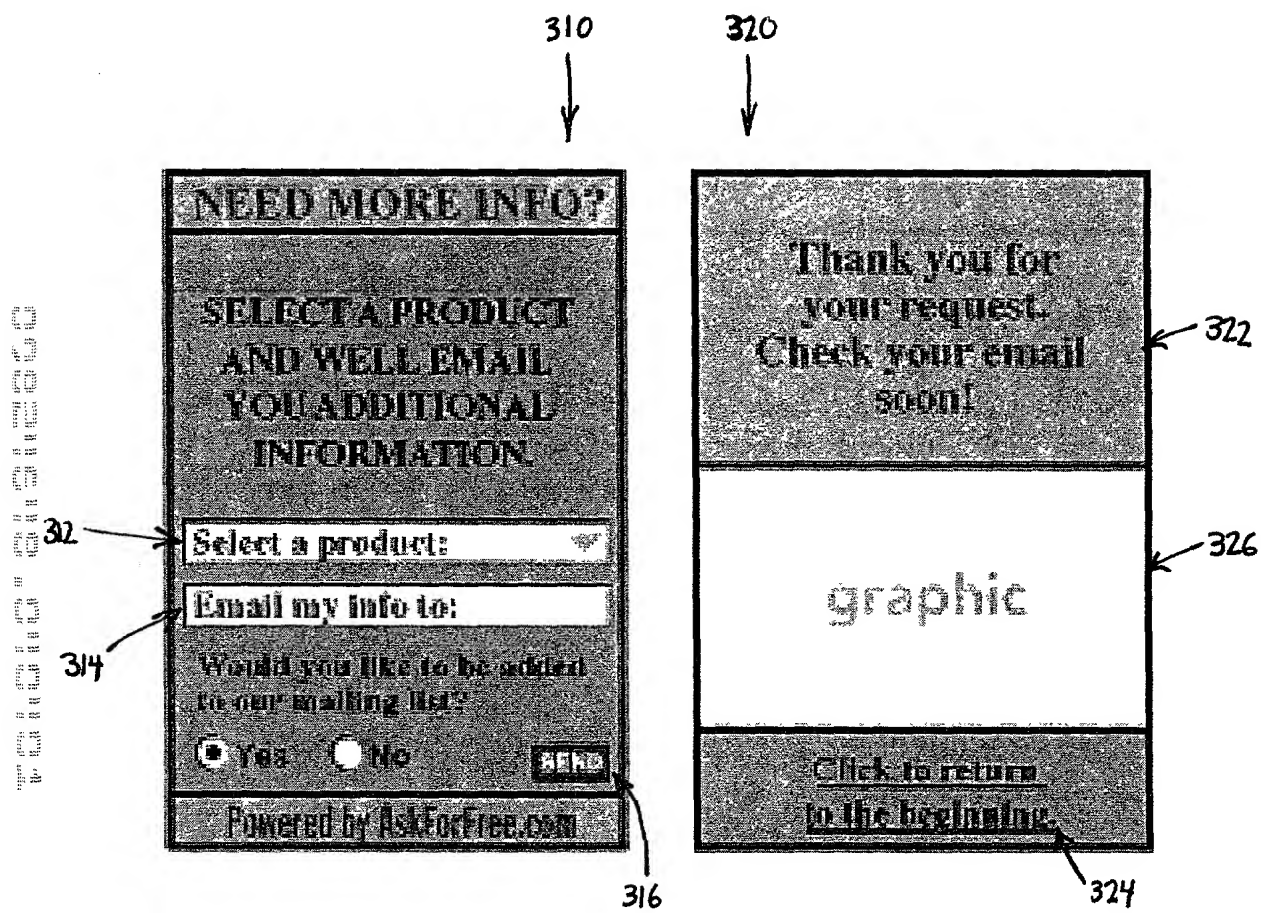 310 320
NEED MORE INFO?
SELECT A PRODUCT
AND WELL EMAIL
YOU ADDITIONAL
INFORMATION.
312
Select a product:
Email my info to:
314
Would you like to be added
to our mailing list?
Yes No
SEND
Powered by AskForFree.com
316
Thank you for
your request.
Check your email
soon!
322
graphic
326
Click to return
to the beginning.
324